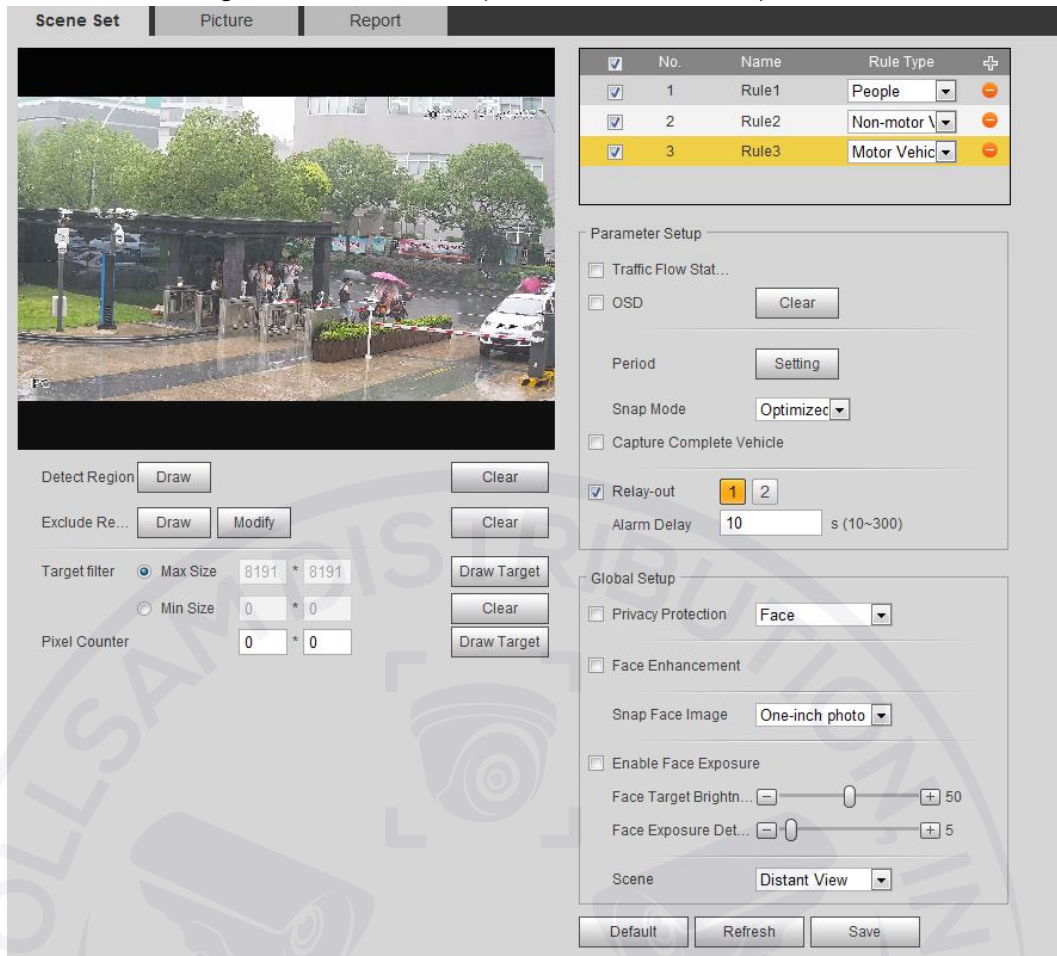 Scene Set Picture Report
No. Name Rule Type
1 Rule1 People
2 Rule2 Non-motor V
3 Rule3 Motor Vehic
Parameter Setup
Traffic Flow Stat...
OSD Clear
Period Setting
Snap Mode Optimized
Capture Complete Vehicle
Relay-out 1 2
Alarm Delay 10 s (10~300)
Detect Region Draw Clear
Exclude Re... Draw Modify Clear
Target filter Max Size 8191 * 8191 Draw Target
Min Size 0 * 0 Clear
Pixel Counter 0 * 0 Draw Target
Global Setup
Privacy Protection Face
Face Enhancement
Snap Face Image One-inch photo
Enable Face Exposure
Face Target Brightn... 50
Face Exposure Det... 5
Scene Distant View
Default Refresh Save
IPC
DISTRIBUTION, IN